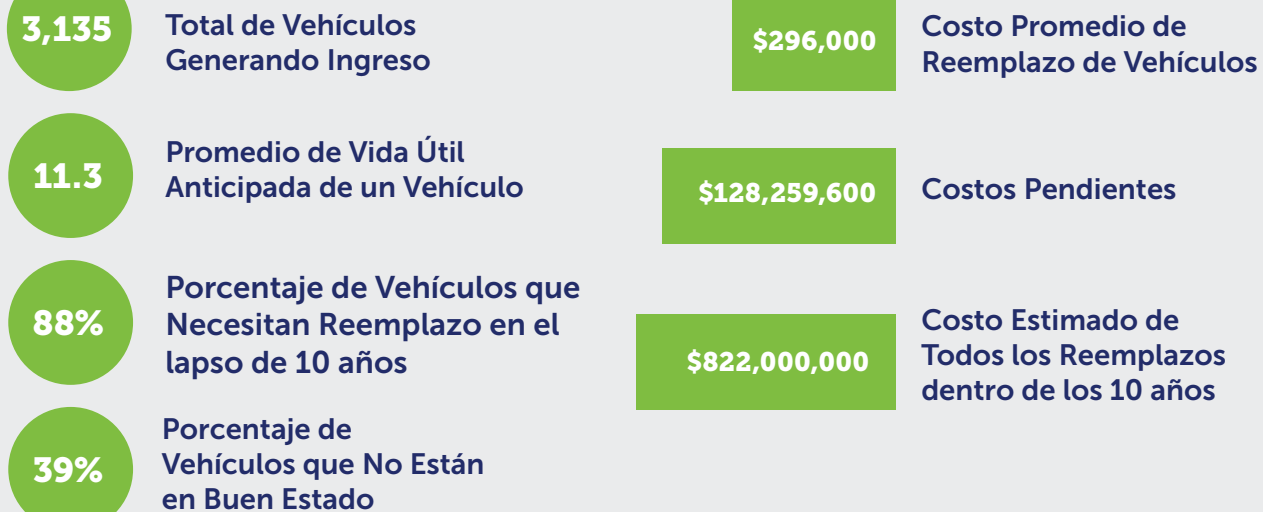 3,135
Total de Vehículos
Generando Ingreso
11.3
Promedio de Vida Útil
Anticipada de un Vehículo
88%
Porcentaje de Vehículos que
Necesitan Reemplazo en el
lapso de 10 años
39%
Porcentaje de
Vehículos que No Están
en Buen Estado
$296,000
Costo Promedio de
Reemplazo de Vehículos
$128,259,600
Costos Pendientes
$822,000,000
Costo Estimado de
Todos los Reemplazos
dentro de los 10 años